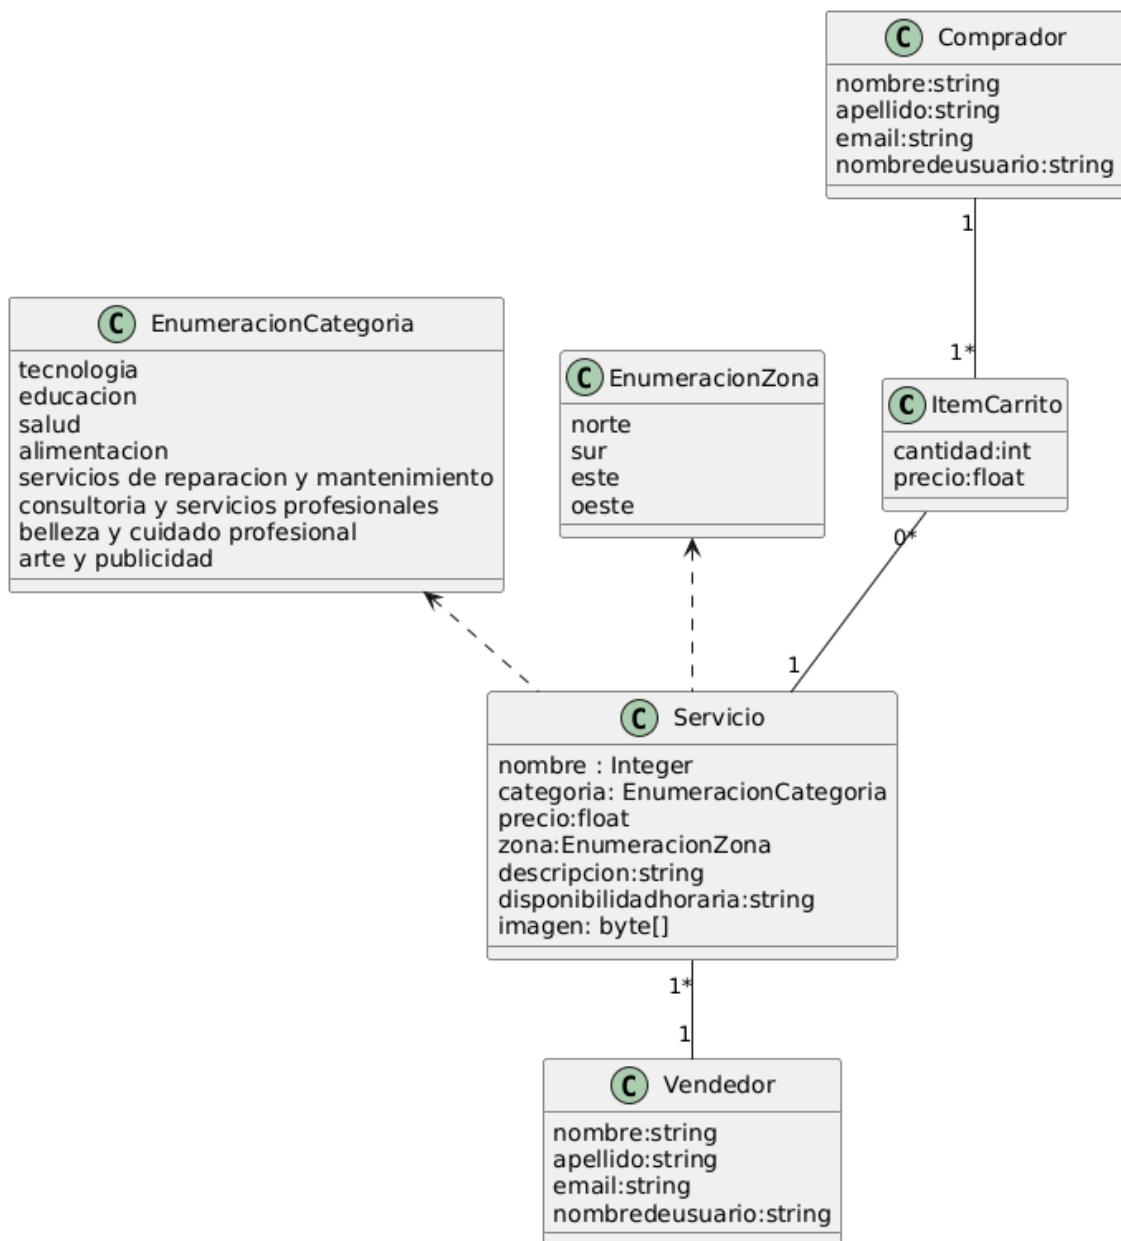 C Comprador
nombre:string
apellido:string
email:string
nombredeusuario:string
1
1*
C EnumeracionCategoria
tecnologia
educacion
salud
alimentacion
servicios de reparacion y mantenimiento
consultoria y servicios profesionales
belleza y cuidado profesional
arte y publicidad
C EnumeracionZona
norte
sur
este
oeste
C ItemCarrito
cantidad:int
precio:float
0*
1
C Servicio
nombre : Integer
categoria: EnumeracionCategoria
precio:float
zona:EnumeracionZona
descripcion:string
disponibilidadhoraria:string
imagen: byte[]
1*
1
C Vendedor
nombre:string
apellido:string
email:string
nombredeusuario:string